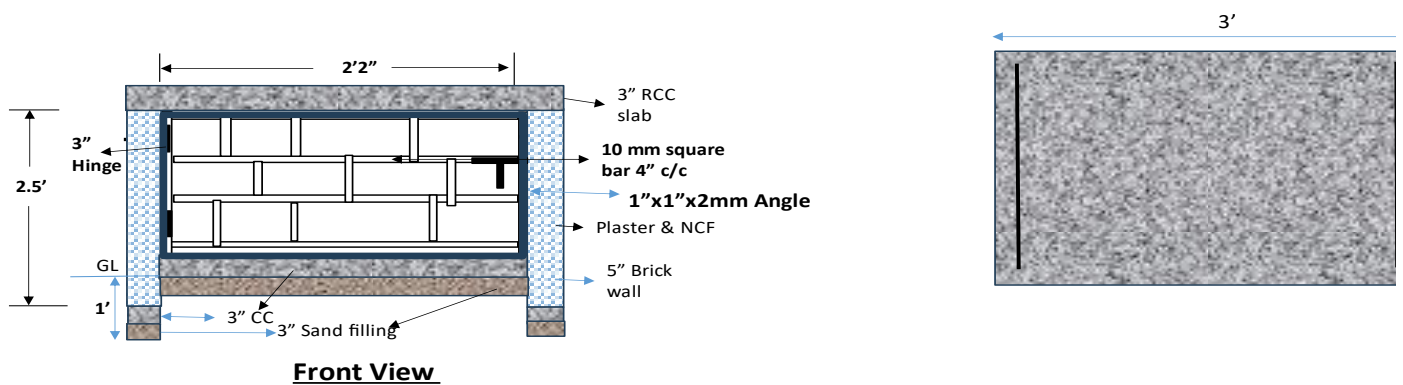 2’2”
3’
3” RCC
slab
3”
Hinge
10 mm square
bar 4” c/c
2.5’
1”x1”x2mm Angle
Plaster & NCF
GL
5” Brick
wall
1’
3” CC
3” Sand filling
Front View